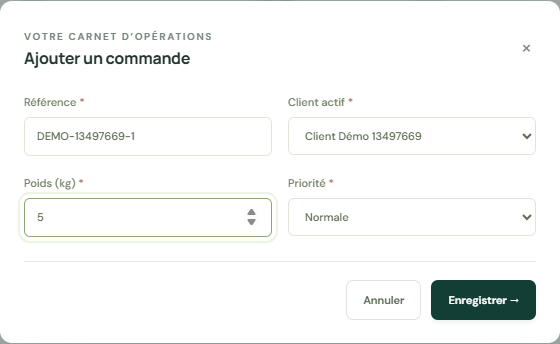 VOTRE CARNET D’OPÉRATIONS
Ajouter un commande
×
Référence *
Client actif *
DEMO-13497669-1
Client Démo 13497669
Poids (kg) *
Priorité *
5
Normale
Annuler
Enregistrer →